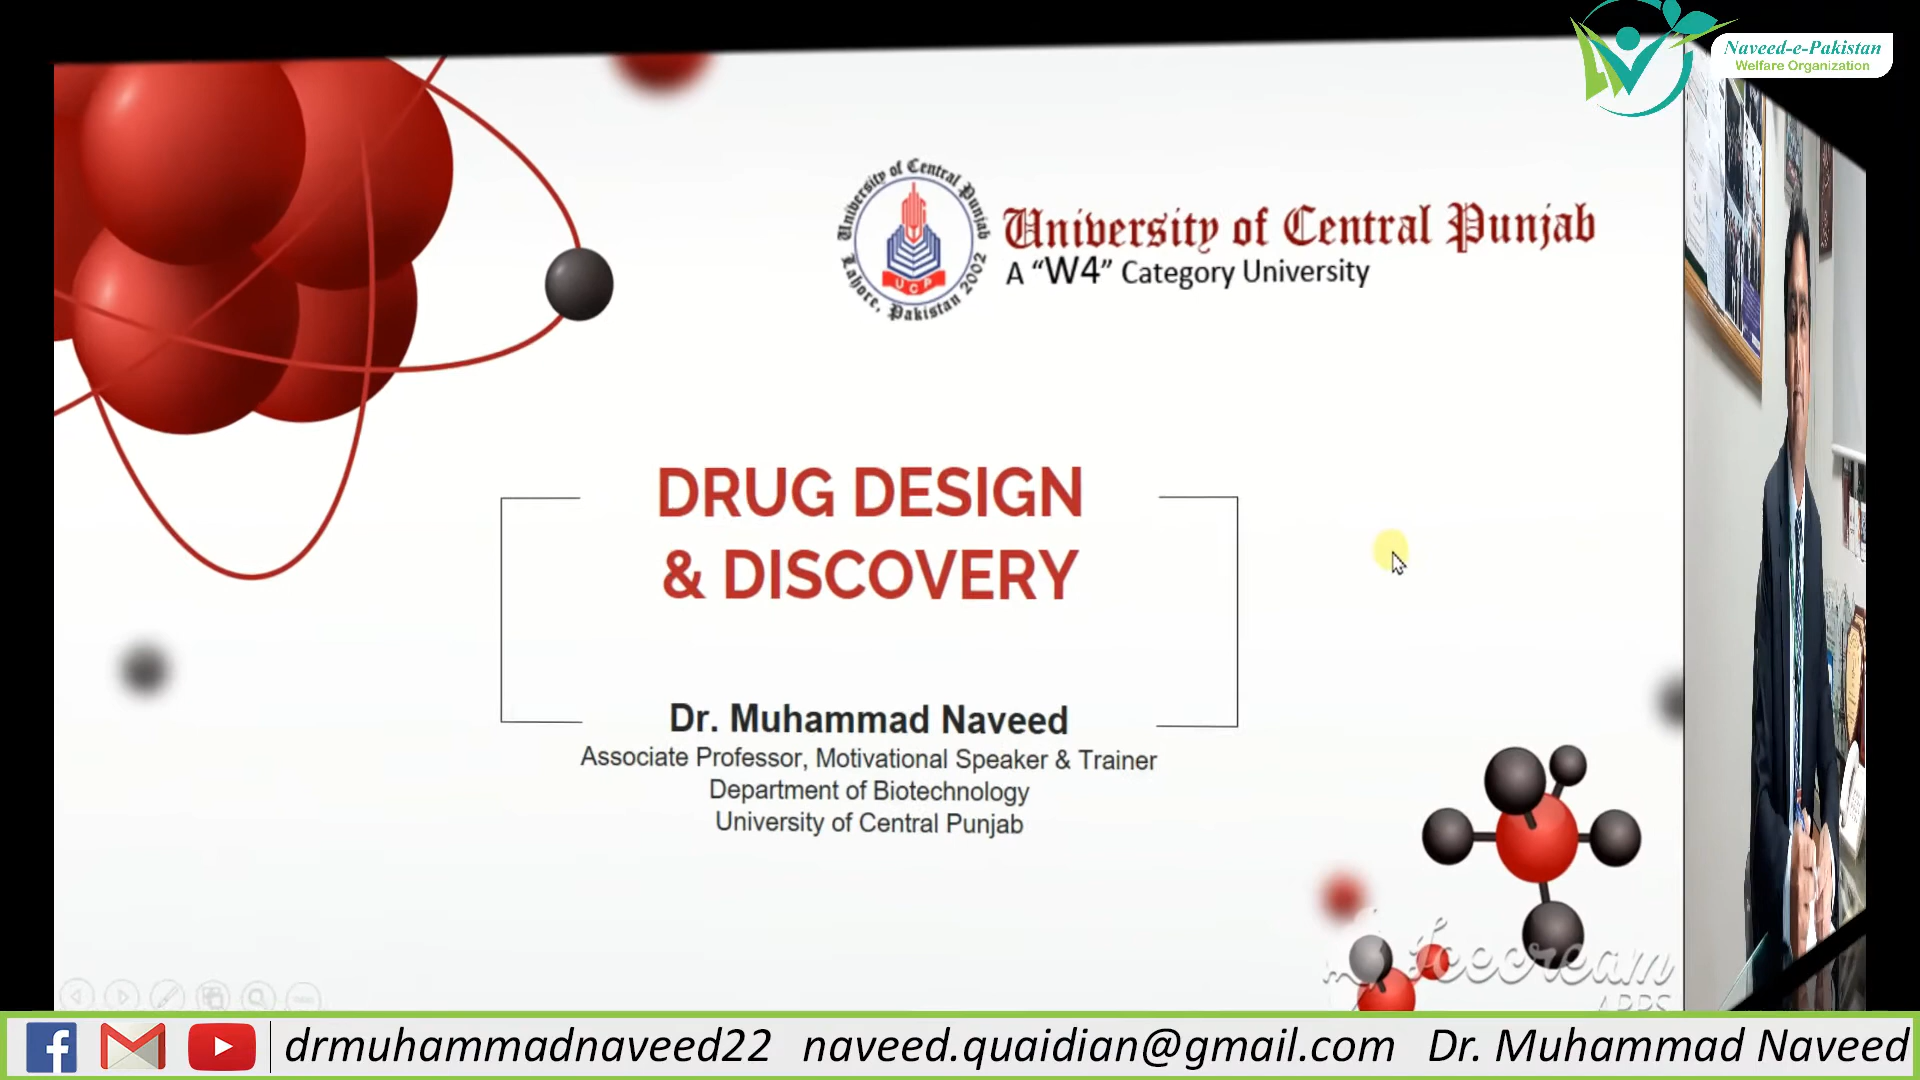 Naveed-e-Pakistan
Welfare Organization
University of Central Punjab
Lahore, Pakistan 2002
UCP
University of Central Punjab
A “W4” Category University
DRUG DESIGN
& DISCOVERY
Dr. Muhammad Naveed
Associate Professor, Motivational Speaker & Trainer
Department of Biotechnology
University of Central Punjab
Icecream
APPS
drmuhammadnaveed22 naveed.quaidian@gmail.com Dr. Muhammad Naveed